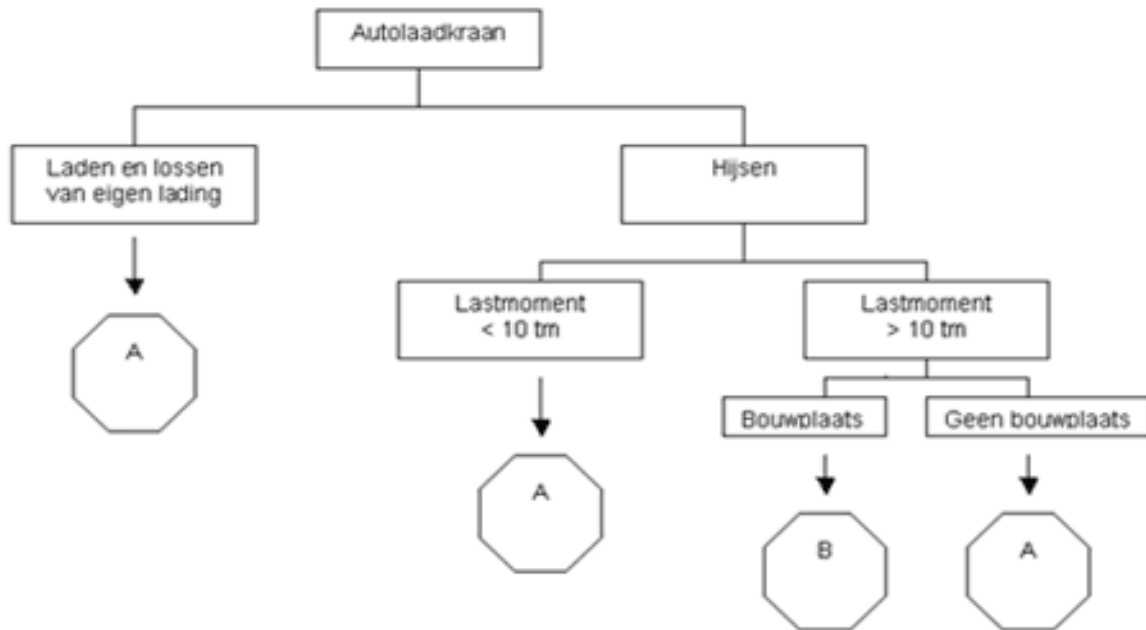 Autolaadkraan
Laden en lossen
van eigen lading
Hijsen
A
Lastmoment
< 10 tm
Lastmoment
> 10 tm
A
Bouwplaats
Geen bouwplaats
B
A